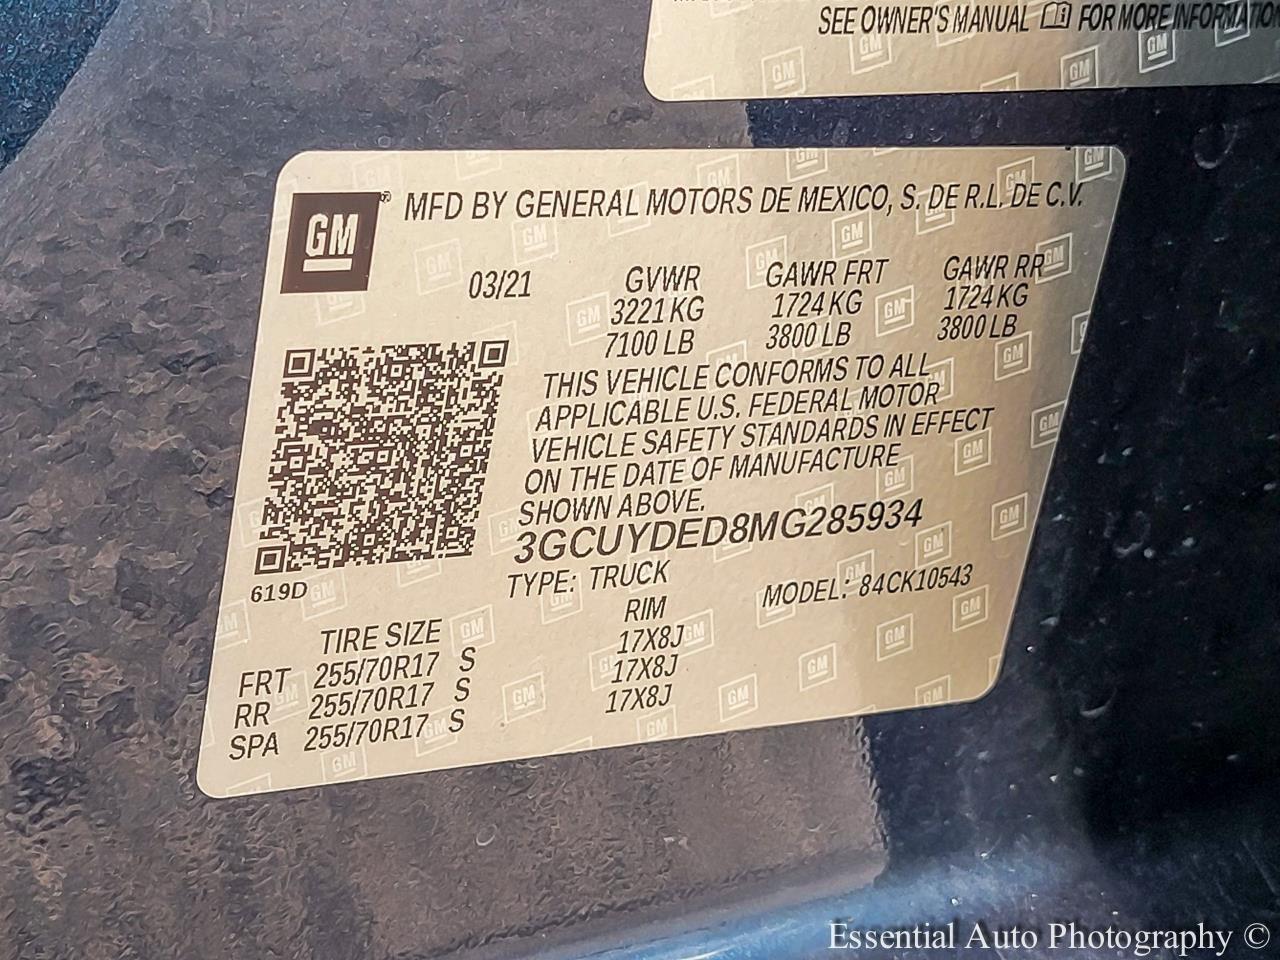 SEE OWNER'S MANUAL FOR MORE INFORMATION
GM ® MFD BY GENERAL MOTORS DE MEXICO, S. DE R.L. DE C.V.
03/21 GVWR GAWR FRT GAWR RR
3221 KG 1724 KG 1724 KG
7100 LB 3800 LB 3800 LB
THIS VEHICLE CONFORMS TO ALL
APPLICABLE U.S. FEDERAL MOTOR
VEHICLE SAFETY STANDARDS IN EFFECT
ON THE DATE OF MANUFACTURE
SHOWN ABOVE.
3GCUYDED8MG285934
619D
TYPE: TRUCK MODEL: 84CK10543
TIRE SIZE RIM
FRT 255/70R17 S 17X8J
RR 255/70R17 S 17X8J
SPA 255/70R17 S 17X8J
Essential Auto Photography ©